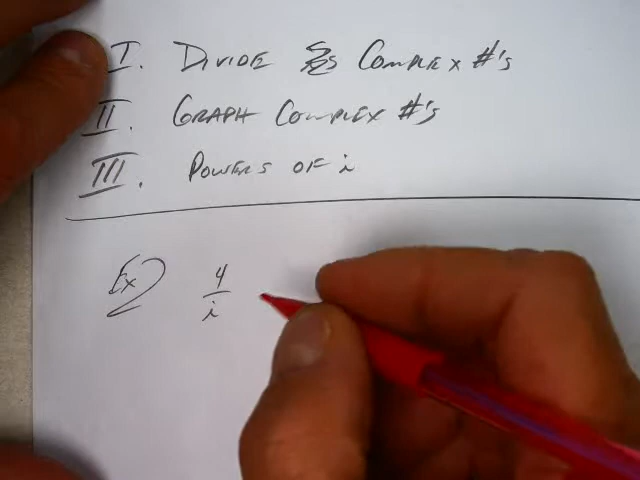 I. DIVIDE COMPLEX #'s
II. GRAPH COMPLEX #'s
III. POWERS OF i
Ex) 4/i